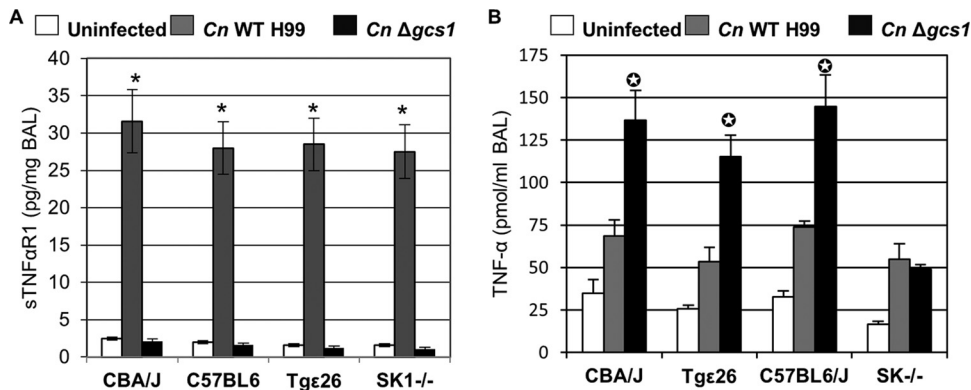 A
Uninfected Cn WT H99 Cn Δgcs1
sTNFαR1 (pg/mg BAL)
40
35
30
25
20
15
10
5
0
* * * *
CBA/J C57BL6 Tgε26 SK1-/-
B
Uninfected Cn WT H99 Cn Δgcs1
TNF-α (pmol/ml BAL)
175
150
125
100
75
50
25
0
✪ ✪ ✪
CBA/J Tgε26 C57BL6/J SK-/-